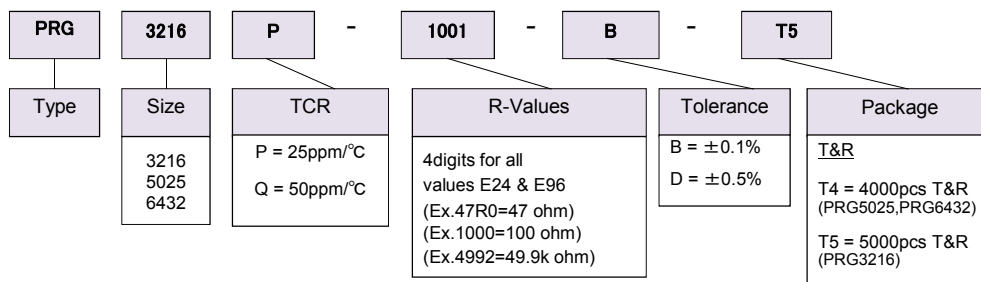 PRG 3216 P - 1001 - B - T5
Type
Size
TCR
R-Values
Tolerance
Package
3216
5025
6432
P = 25ppm/℃
Q = 50ppm/℃
4digits for all
values E24 & E96
(Ex.47R0=47 ohm)
(Ex.1000=100 ohm)
(Ex.4992=49.9k ohm)
B = ±0.1%
D = ±0.5%
T&R
T4 = 4000pcs T&R
(PRG5025,PRG6432)
T5 = 5000pcs T&R
(PRG3216)